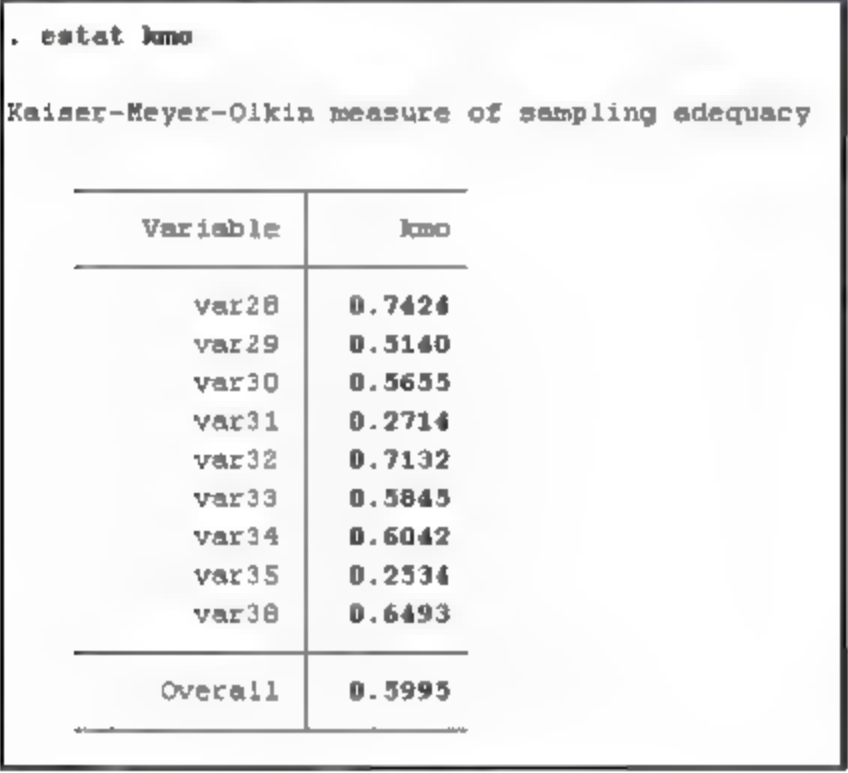 . estat kmo
Kaiser-Meyer-Olkin measure of sampling adequacy
Variable kmo
var28 0.7424
var29 0.5140
var30 0.5655
var31 0.2714
var32 0.7132
var33 0.5845
var34 0.6042
var35 0.2534
var38 0.6493
Overall 0.5995